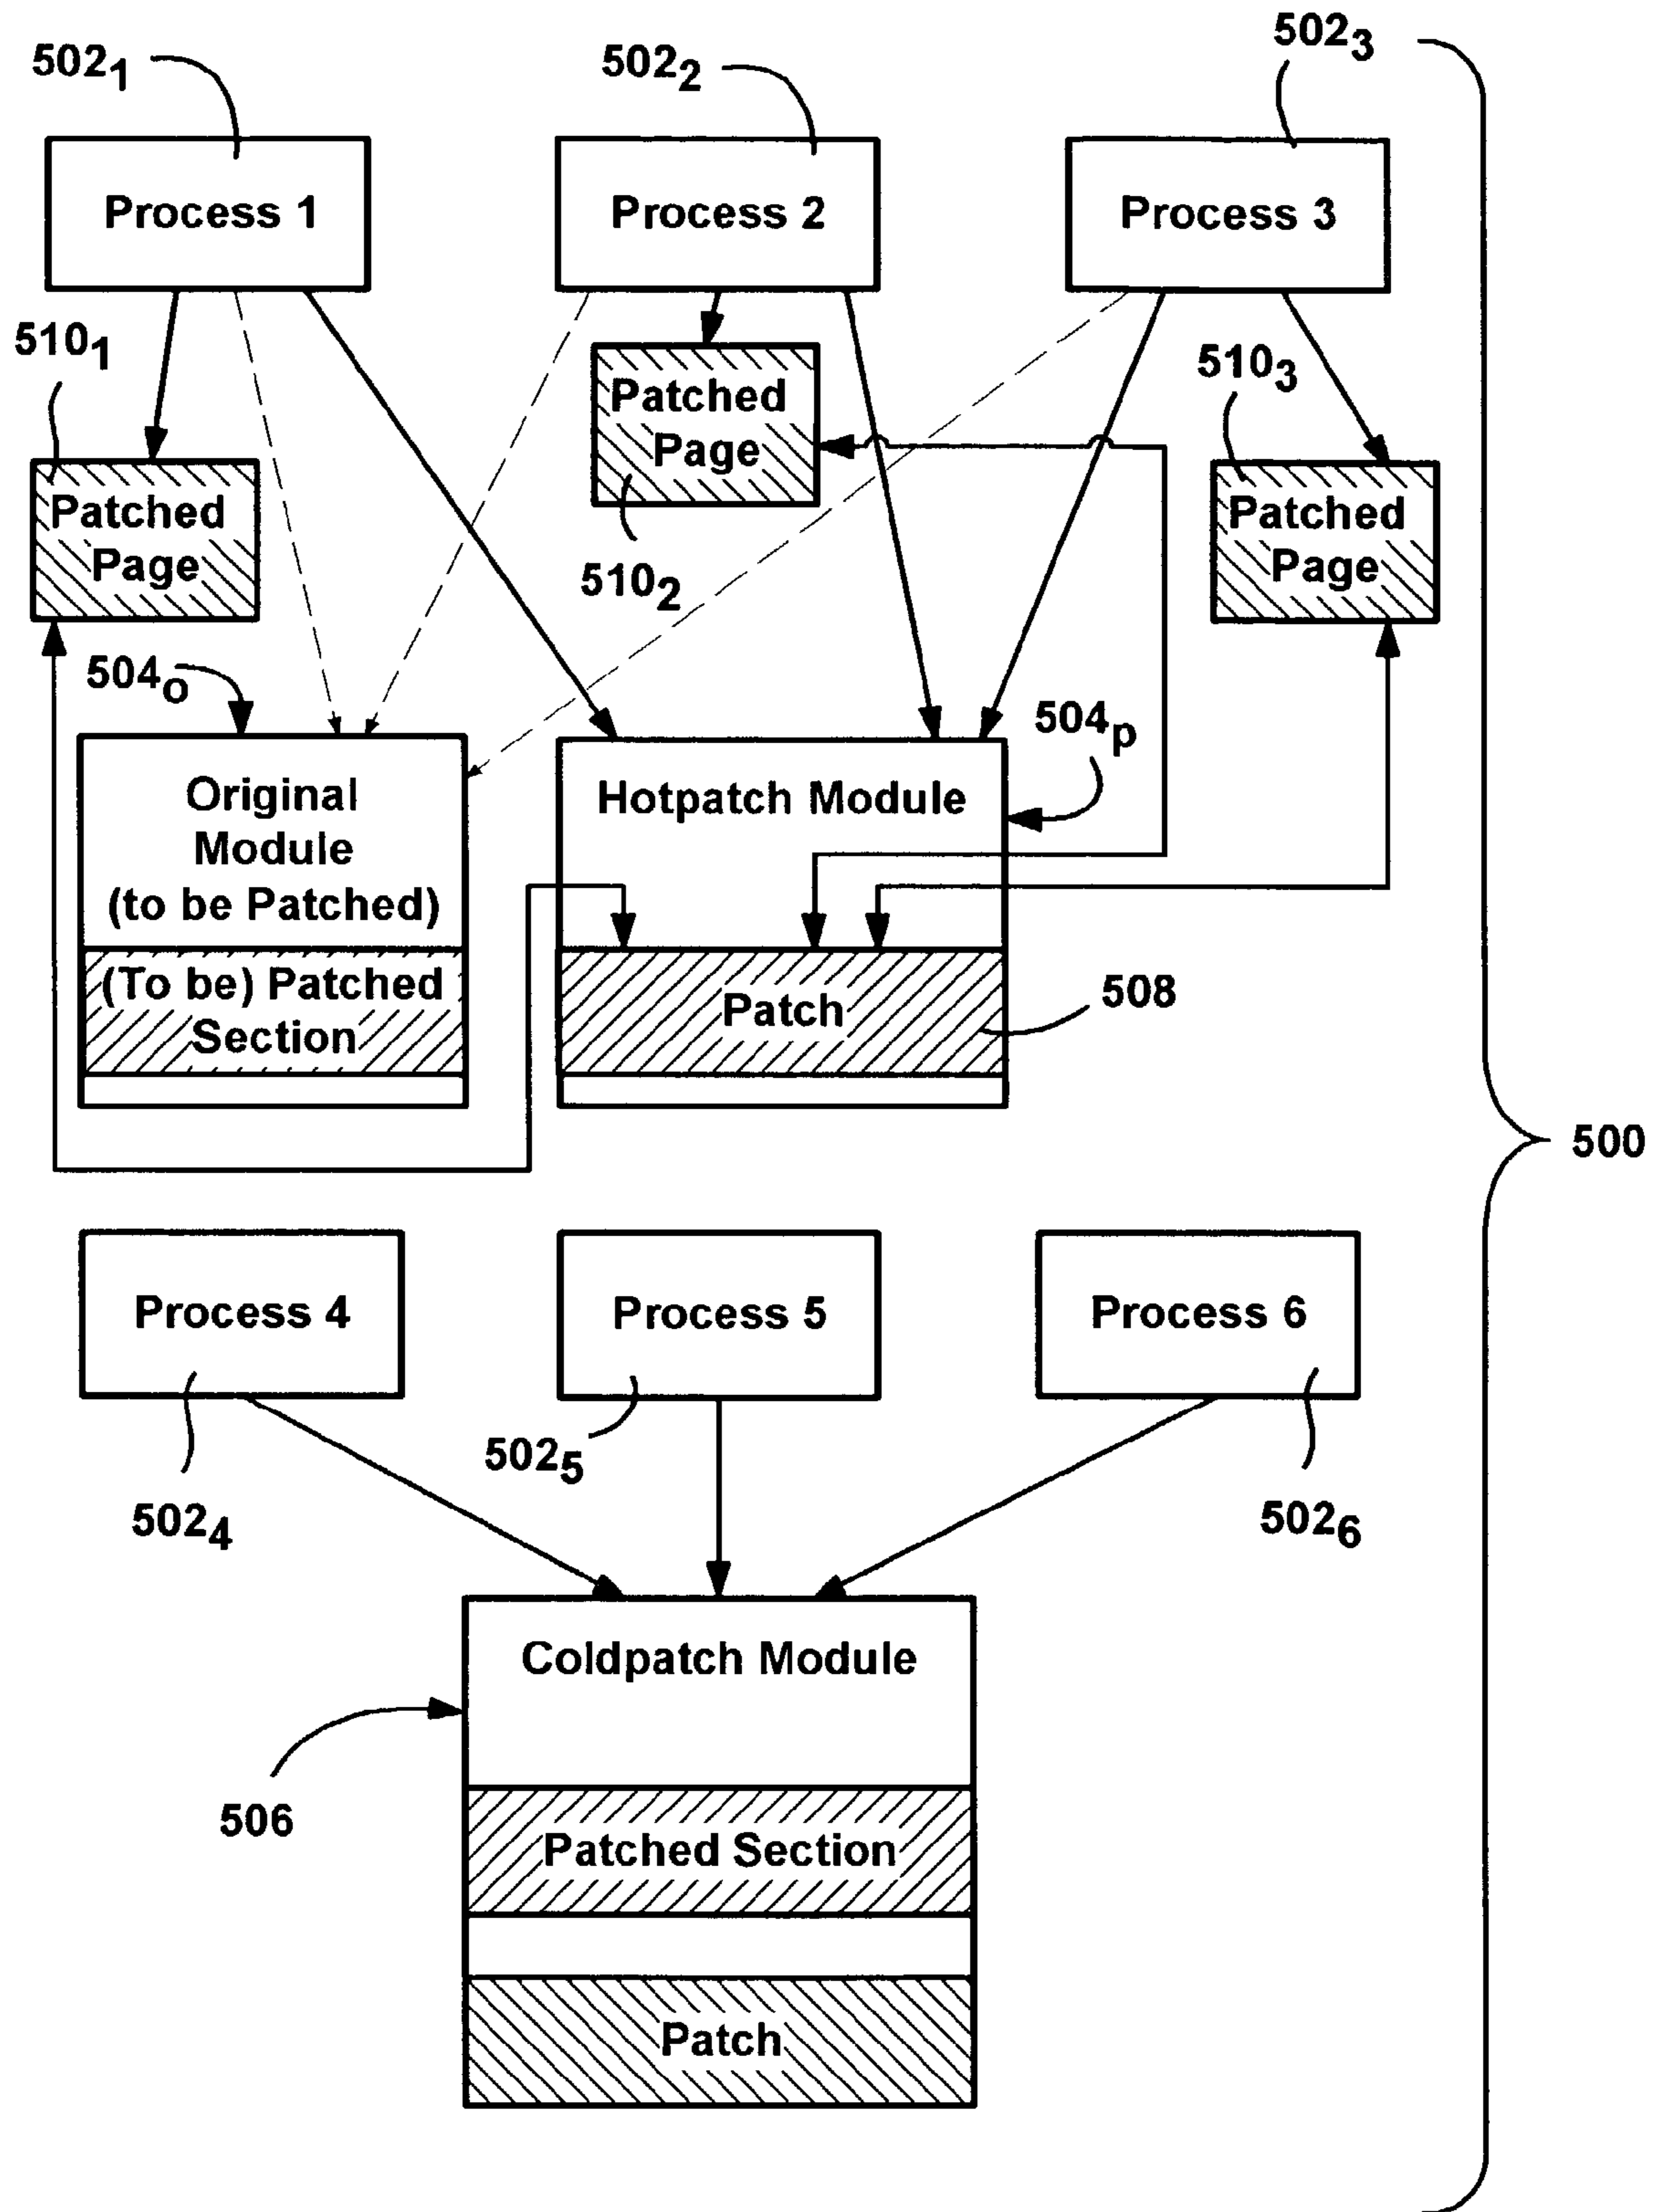 502₁
502₂
502₃
Process 1
Process 2
Process 3
510₁
Patched
Page
Patched
Page
510₂
510₃
Patched
Page
504ₒ
504ₚ
Original
Module
(to be Patched)
(To be) Patched
Section
Hotpatch Module
Patch
508
500
Process 4
Process 5
Process 6
502₄
502₅
502₆
Coldpatch Module
506
Patched Section
Patch